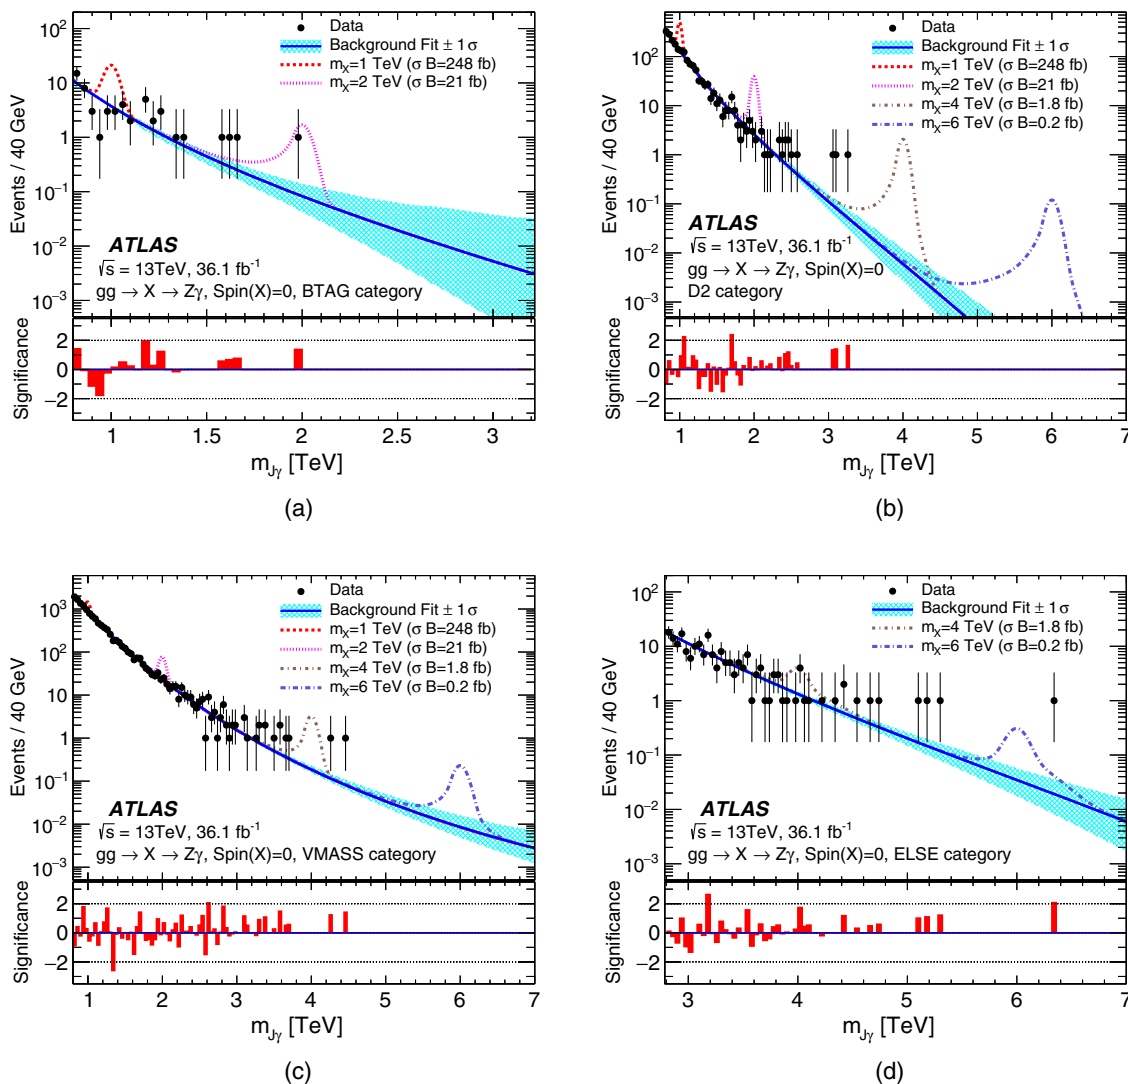 Events / 40 GeV
10²
10
1
10⁻¹
10⁻²
10⁻³
Data
Background Fit ± 1σ
m_X=1 TeV (σ B=248 fb)
m_X=2 TeV (σ B=21 fb)
ATLAS
√s = 13TeV, 36.1 fb⁻¹
gg → X → Zγ, Spin(X)=0, BTAG category
Significance
2
0
−2
1 1.5 2 2.5 3
m_Jγ [TeV]
(a)
Events / 40 GeV
10²
10
1
10⁻¹
10⁻²
10⁻³
Data
Background Fit ± 1σ
m_X=1 TeV (σ B=248 fb)
m_X=2 TeV (σ B=21 fb)
m_X=4 TeV (σ B=1.8 fb)
m_X=6 TeV (σ B=0.2 fb)
ATLAS
√s = 13TeV, 36.1 fb⁻¹
gg → X → Zγ, Spin(X)=0
D2 category
Significance
2
0
−2
1 2 3 4 5 6 7
m_Jγ [TeV]
(b)
Events / 40 GeV
10³
10²
10
1
10⁻¹
10⁻²
10⁻³
Data
Background Fit ± 1σ
m_X=1 TeV (σ B=248 fb)
m_X=2 TeV (σ B=21 fb)
m_X=4 TeV (σ B=1.8 fb)
m_X=6 TeV (σ B=0.2 fb)
ATLAS
√s = 13TeV, 36.1 fb⁻¹
gg → X → Zγ, Spin(X)=0, VMASS category
Significance
2
0
−2
1 2 3 4 5 6 7
m_Jγ [TeV]
(c)
Events / 40 GeV
10²
10
1
10⁻¹
10⁻²
10⁻³
Data
Background Fit ± 1σ
m_X=4 TeV (σ B=1.8 fb)
m_X=6 TeV (σ B=0.2 fb)
ATLAS
√s = 13TeV, 36.1 fb⁻¹
gg → X → Zγ, Spin(X)=0, ELSE category
Significance
2
0
−2
3 4 5 6 7
m_Jγ [TeV]
(d)